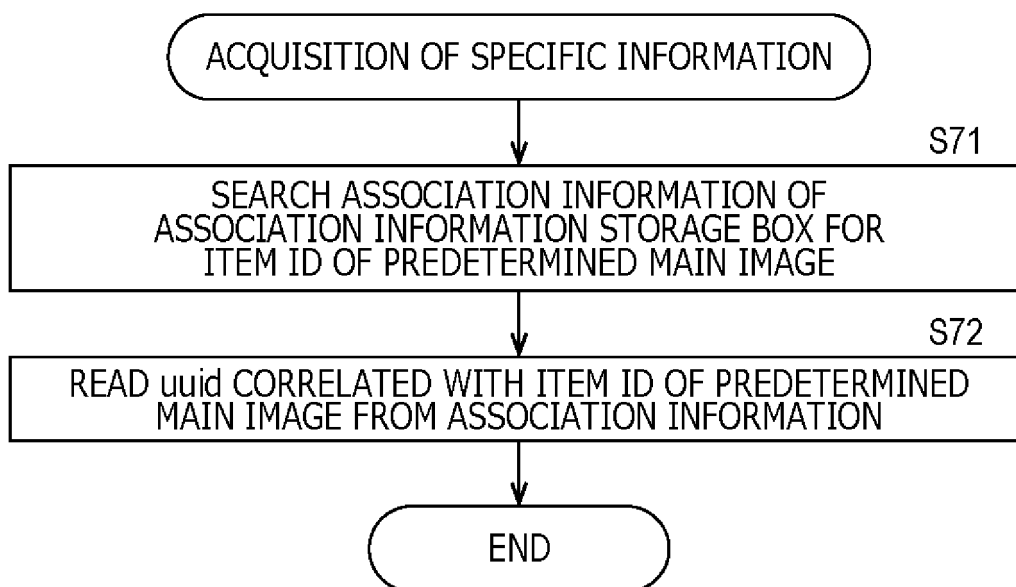 ACQUISITION OF SPECIFIC INFORMATION
S71
SEARCH ASSOCIATION INFORMATION OF
ASSOCIATION INFORMATION STORAGE BOX FOR
ITEM ID OF PREDETERMINED MAIN IMAGE
S72
READ uuid CORRELATED WITH ITEM ID OF PREDETERMINED
MAIN IMAGE FROM ASSOCIATION INFORMATION
END